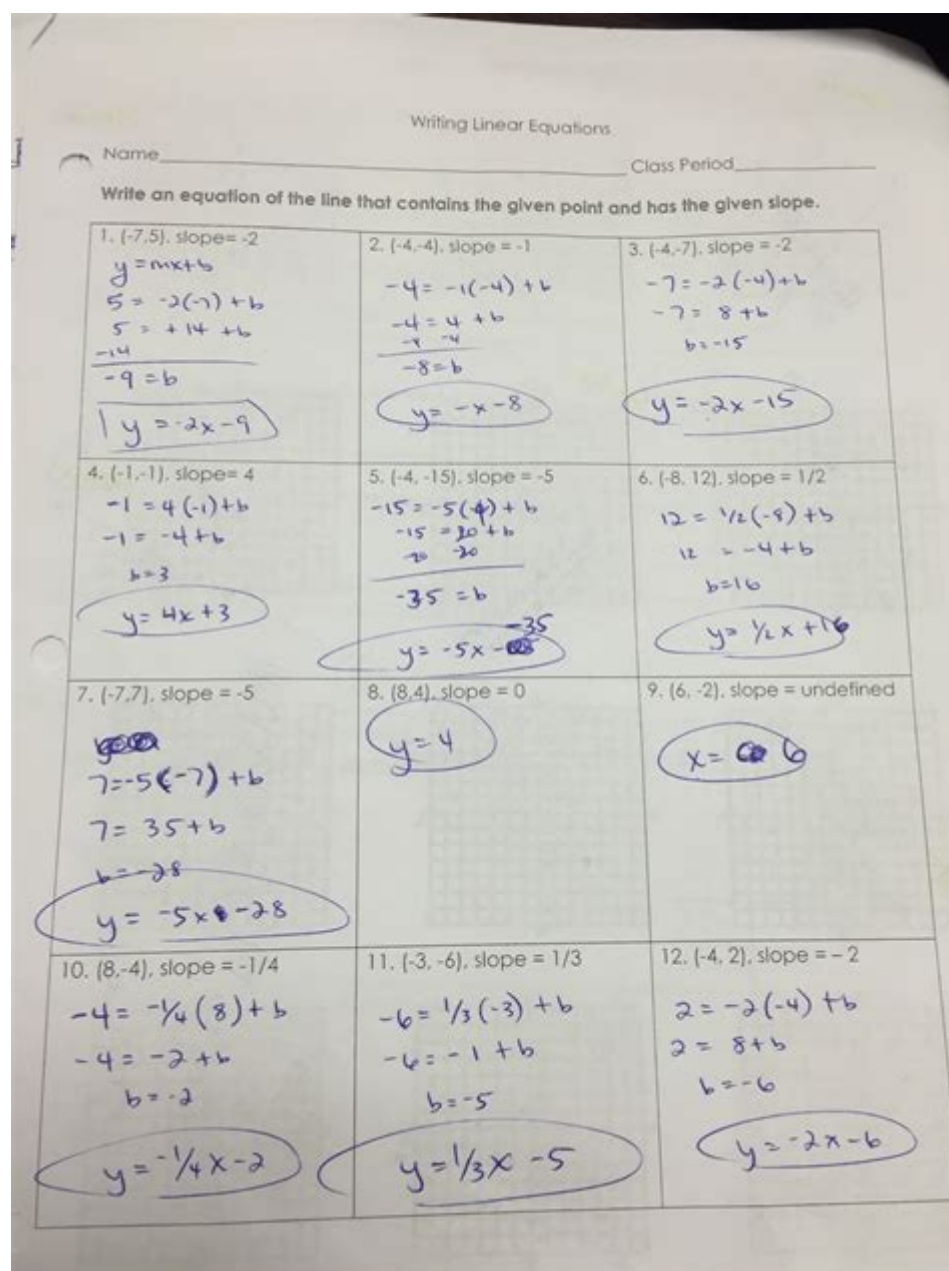 Writing Linear Equations
Name
Class Period
Write an equation of the line that contains the given point and has the given slope.
1. (-7,5), slope= -2
y = mx+b
5 = -2(-7) + b
5 = +14 +b
-14
-9 = b
y = -2x -9
2. (-4,-4), slope = -1
-4 = -1(-4) + b
-4 = 4 + b
-4 -4
-8 = b
y = -x - 8
3. (-4,-7), slope = -2
-7 = -2(-4)+b
-7 = 8 +b
b = -15
y = -2x -15
4. (-1,-1), slope= 4
-1 = 4(-1)+b
-1 = -4+b
b=3
y= 4x +3
5. (-4, -15), slope = -5
-15 = -5(-4) + b
-15 = 20 + b
-20 -20
-35 = b
-35
y= -5x -
6. (-8, 12), slope = 1/2
12 = 1/2(-8) +b
12 = -4+b
b=16
y= 1/2 x +16
7. (-7,7), slope = -5
7=-5(-7) +b
7= 35+b
b= -28
y= -5x -28
8. (8,4), slope = 0
y=4
9. (6, -2), slope = undefined
x= 6
10. (8,-4), slope = -1/4
-4= -1/4(8)+b
-4= -2 +b
b = -2
y= -1/4 x -2
11. (-3, -6), slope = 1/3
-6= 1/3(-3) +b
-6= -1 +b
b= -5
y= 1/3x -5
12. (-4, 2), slope = – 2
2= -2(-4) +b
2 = 8+b
b= -6
y= -2x -6